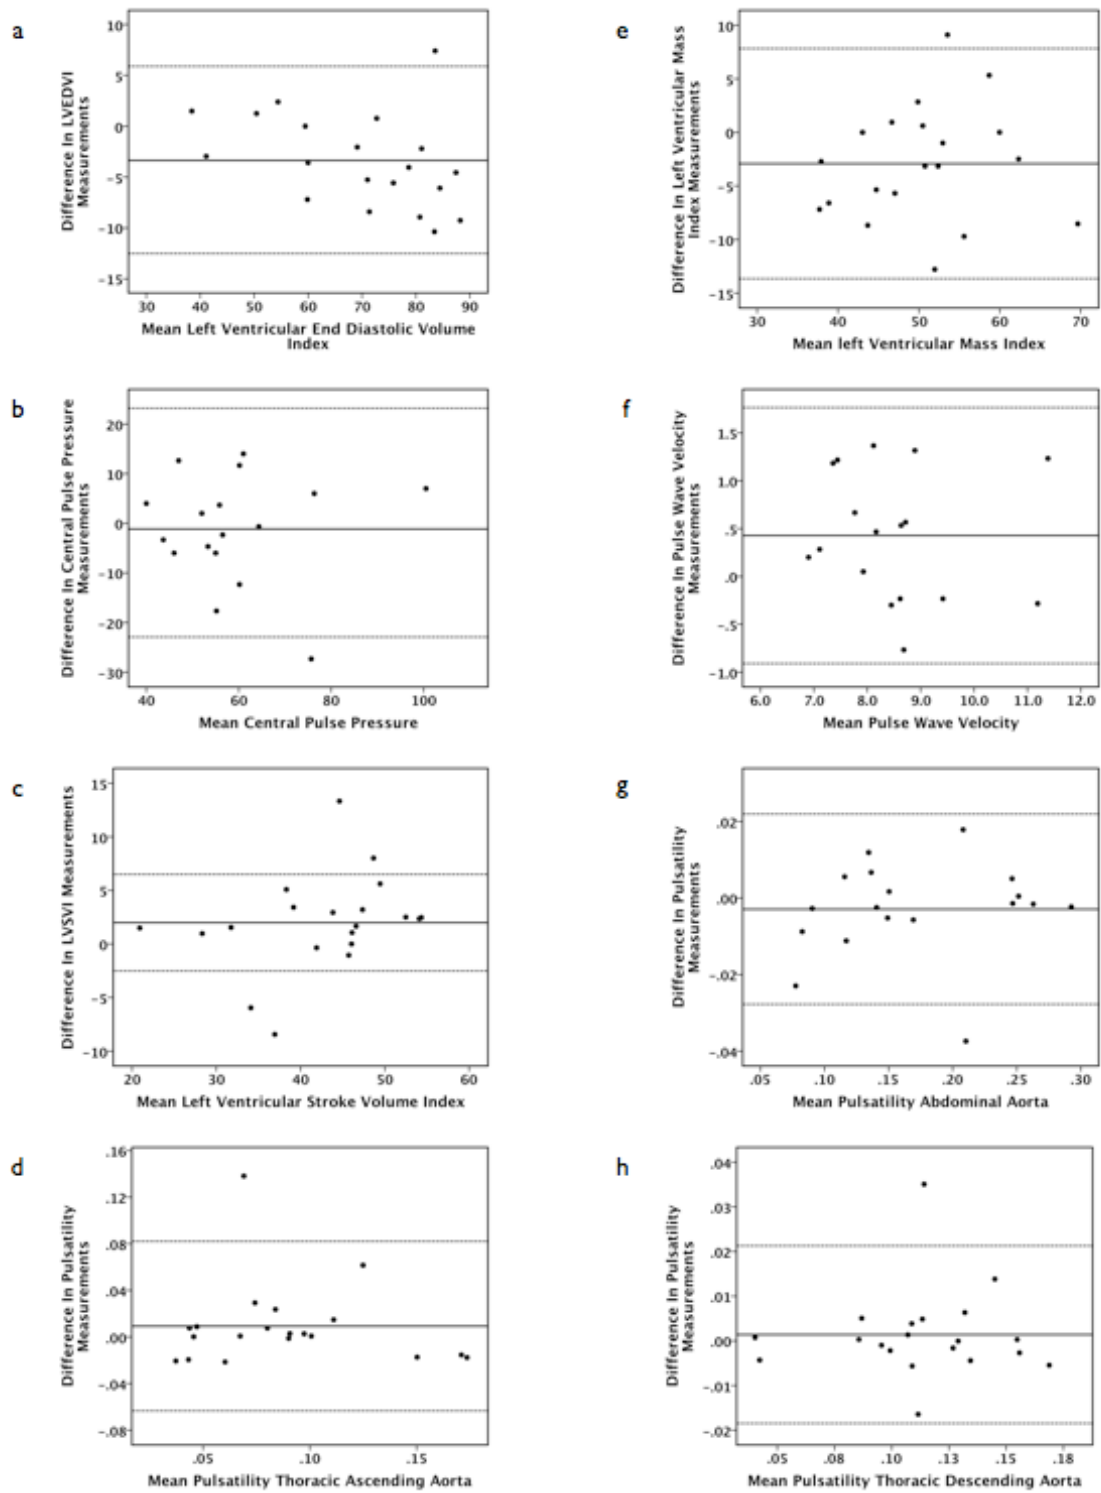 a
Difference In LVEDVI
Measurements
10
5
0
-5
-10
-15
30 40 50 60 70 80 90
Mean Left Ventricular End Diastolic Volume
Index
e
Difference In Left Ventricular Mass
Index Measurements
10
5
0
-5
-10
-15
30 40 50 60 70
Mean left Ventricular Mass Index
b
Difference In Central Pulse Pressure
Measurements
20
10
0
-10
-20
-30
40 60 80 100
Mean Central Pulse Pressure
f
Difference In Pulse Wave Velocity
Measurements
1.5
1.0
.5
.0
-.5
-1.0
6.0 7.0 8.0 9.0 10.0 11.0 12.0
Mean Pulse Wave Velocity
c
Difference In LVSVI Measurements
15
10
5
0
-5
-10
20 30 40 50 60
Mean Left Ventricular Stroke Volume Index
g
Difference In Pulsatility
Measurements
.02
.00
-.02
-.04
.05 .10 .15 .20 .25 .30
Mean Pulsatility Abdominal Aorta
d
Difference In Pulsatility
Measurements
.16
.12
.08
.04
.00
-.04
-.08
.05 .10 .15
Mean Pulsatility Thoracic Ascending Aorta
h
Difference In Pulsatility
Measurements
.04
.03
.02
.01
.00
-.01
-.02
.05 .08 .10 .13 .15 .18
Mean Pulsatility Thoracic Descending Aorta